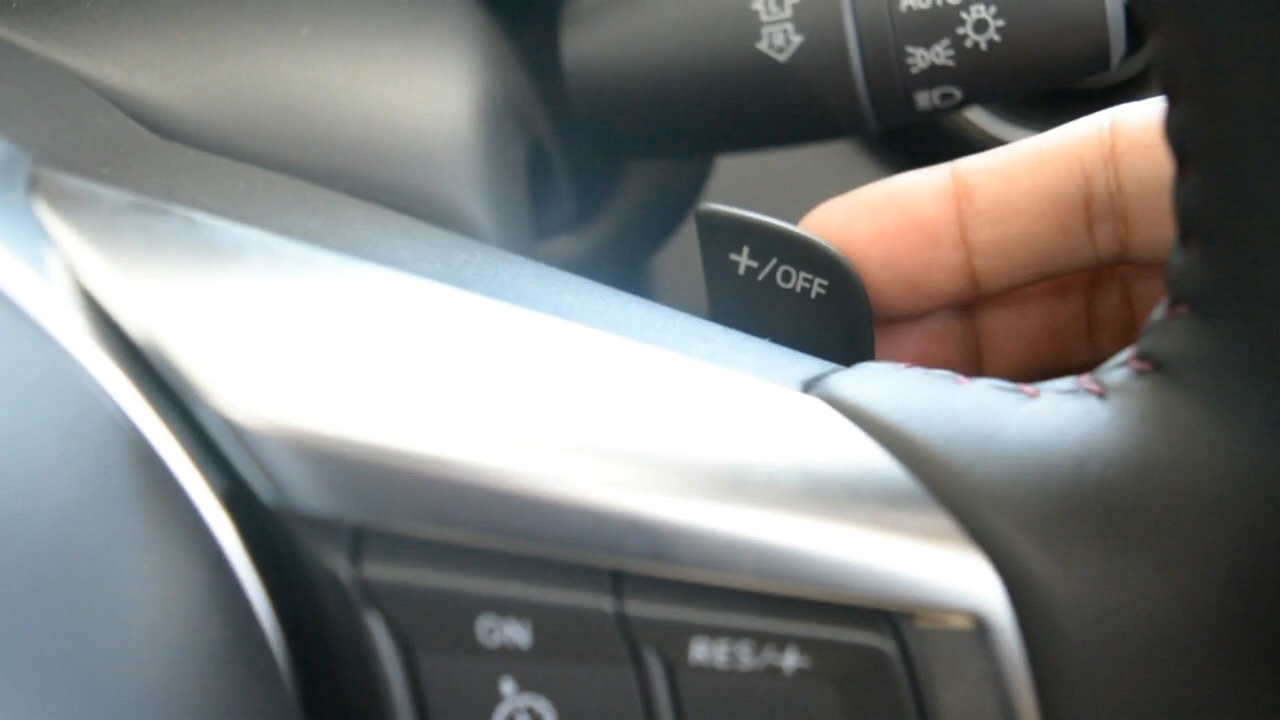 L
R
AUTO
+/OFF
ON
RES/+